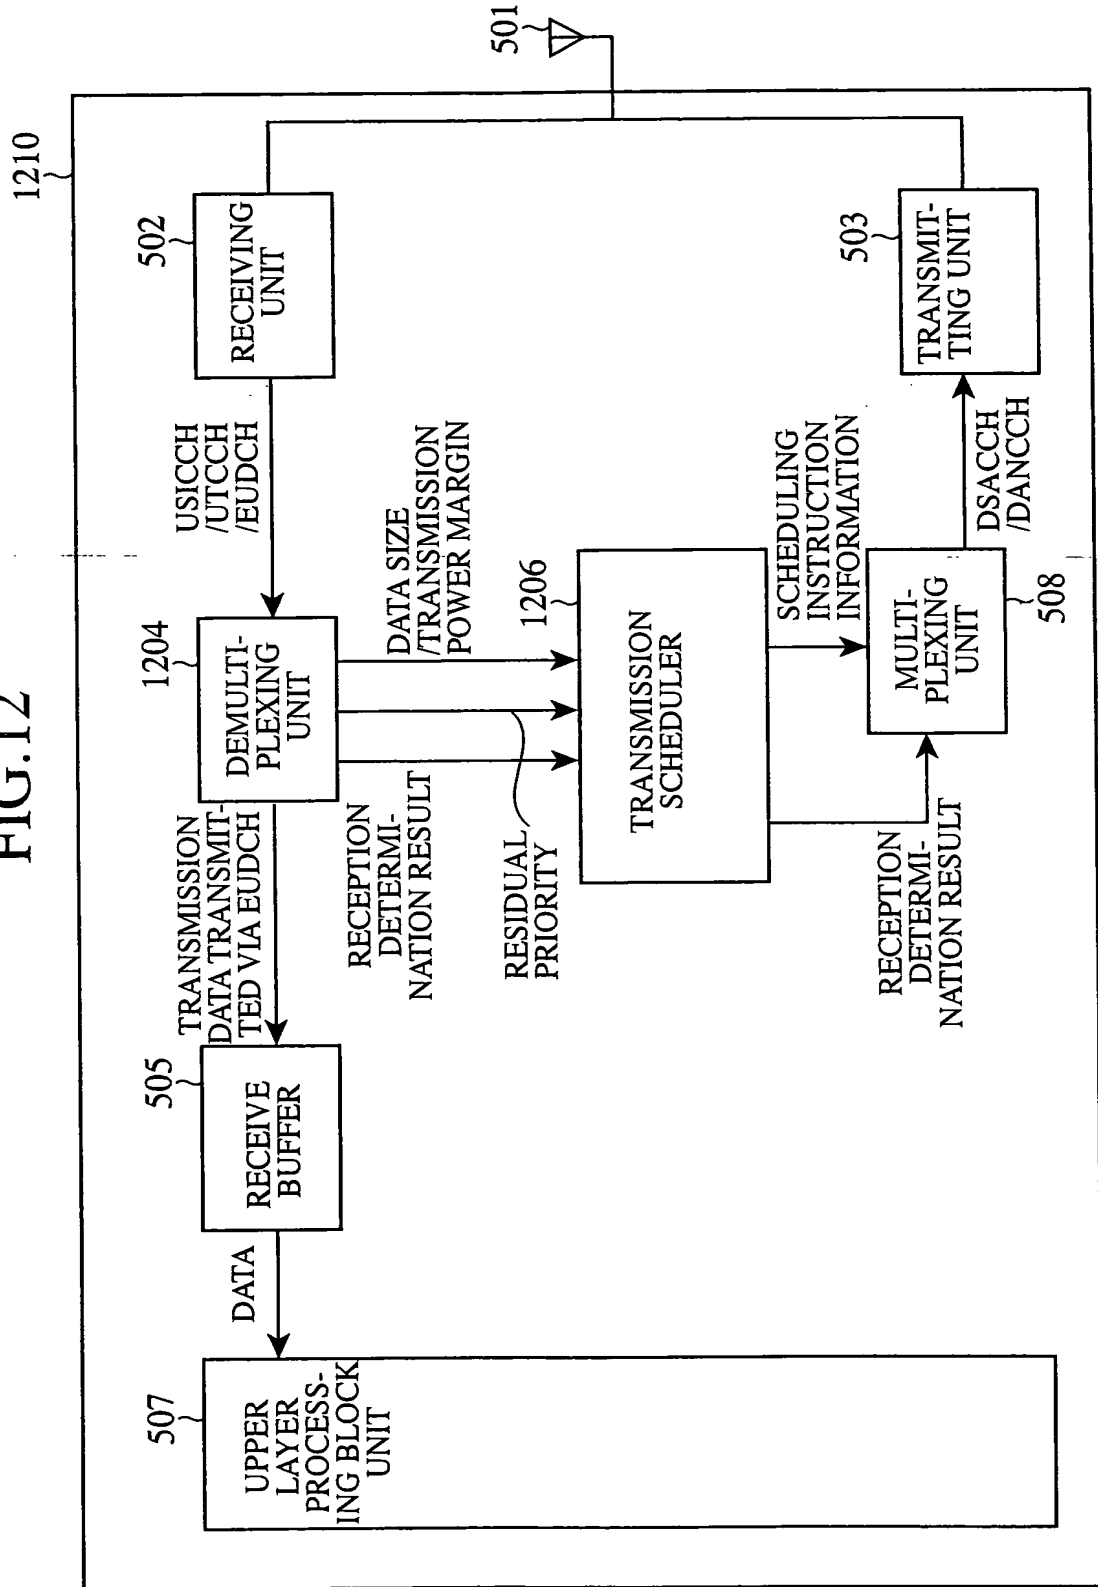 FIG.12
1210
507
UPPER
LAYER
PROCESS-
ING BLOCK
UNIT
DATA
505
RECEIVE
BUFFER
TRANSMISSION
DATA TRANSMIT-
TED VIA EUDCH
1204
DEMULTI-
PLEXING
UNIT
USICCH
/UTCCH
/EUDCH
502
RECEIVING
UNIT
501
RECEPTION
DETERMI-
NATION RESULT
RESIDUAL
PRIORITY
DATA SIZE
/TRANSMISSION
POWER MARGIN
1206
TRANSMISSION
SCHEDULER
SCHEDULING
INSTRUCTION
INFORMATION
RECEPTION
DETERMI-
NATION RESULT
MULTI-
PLEXING
UNIT
508
DSACCH
/DANCCH
503
TRANSMIT-
TING UNIT